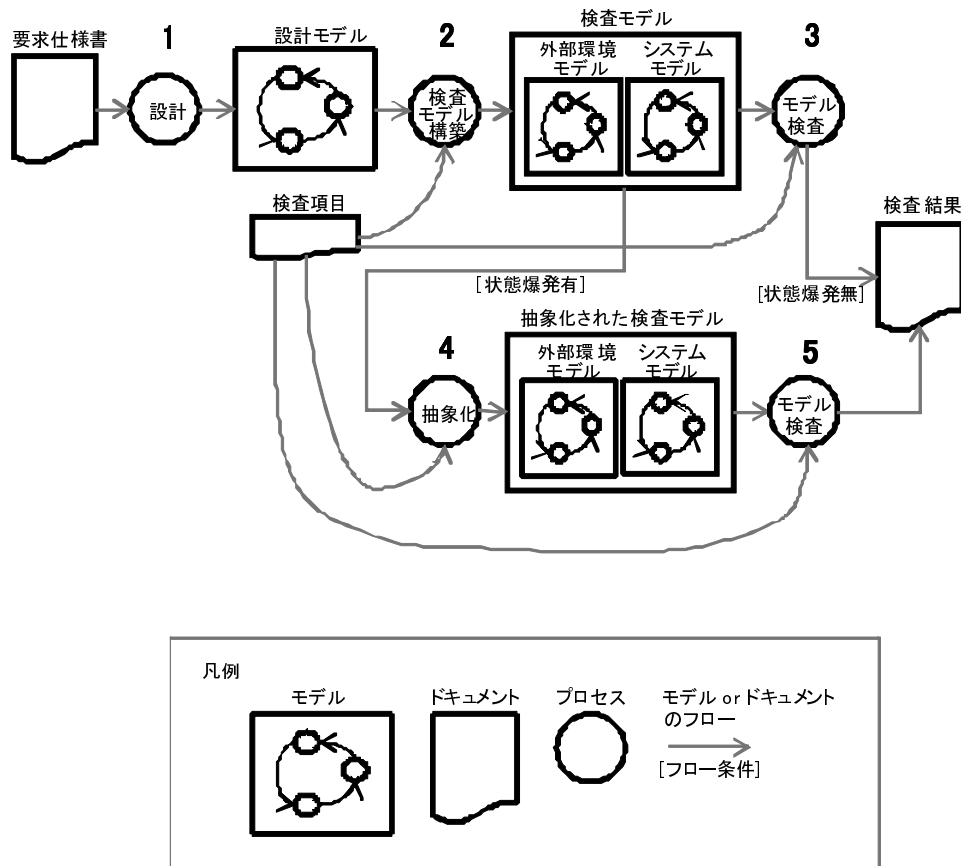 要求仕様書
1
設計
設計モデル
2
検査
モデル
構築
検査モデル
外部環境
モデル
システム
モデル
3
モデル
検査
検査項目
検査結果
[状態爆発有]
[状態爆発無]
抽象化された検査モデル
4
抽象化
外部環境
モデル
システム
モデル
5
モデル
検査
凡例
モデル
ドキュメント
プロセス
モデル or ドキュメント
のフロー
[フロー条件]